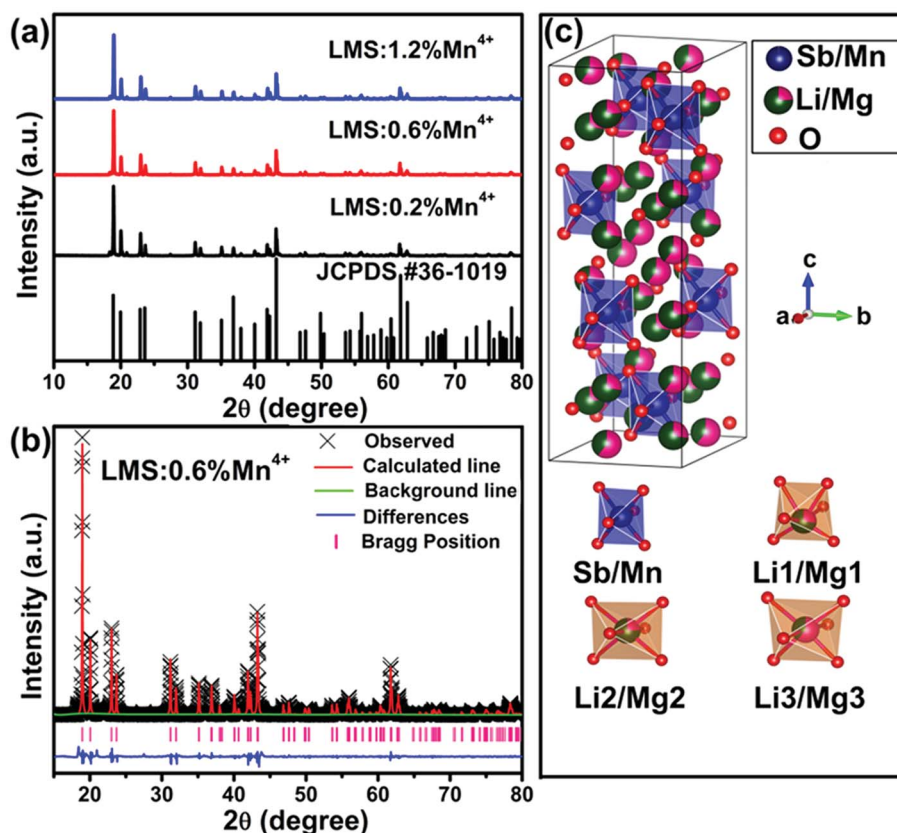 (a)
LMS:1.2%Mn⁴⁺
LMS:0.6%Mn⁴⁺
LMS:0.2%Mn⁴⁺
JCPDS #36-1019
Intensity (a.u.)
10 20 30 40 50 60 70 80
2θ (degree)
(b)
LMS:0.6%Mn⁴⁺
Observed
Calculated line
Background line
Differences
Bragg Position
Intensity (a.u.)
20 30 40 50 60 70 80
2θ (degree)
(c)
Sb/Mn
Li/Mg
O
c
a
b
Sb/Mn
Li1/Mg1
Li2/Mg2
Li3/Mg3